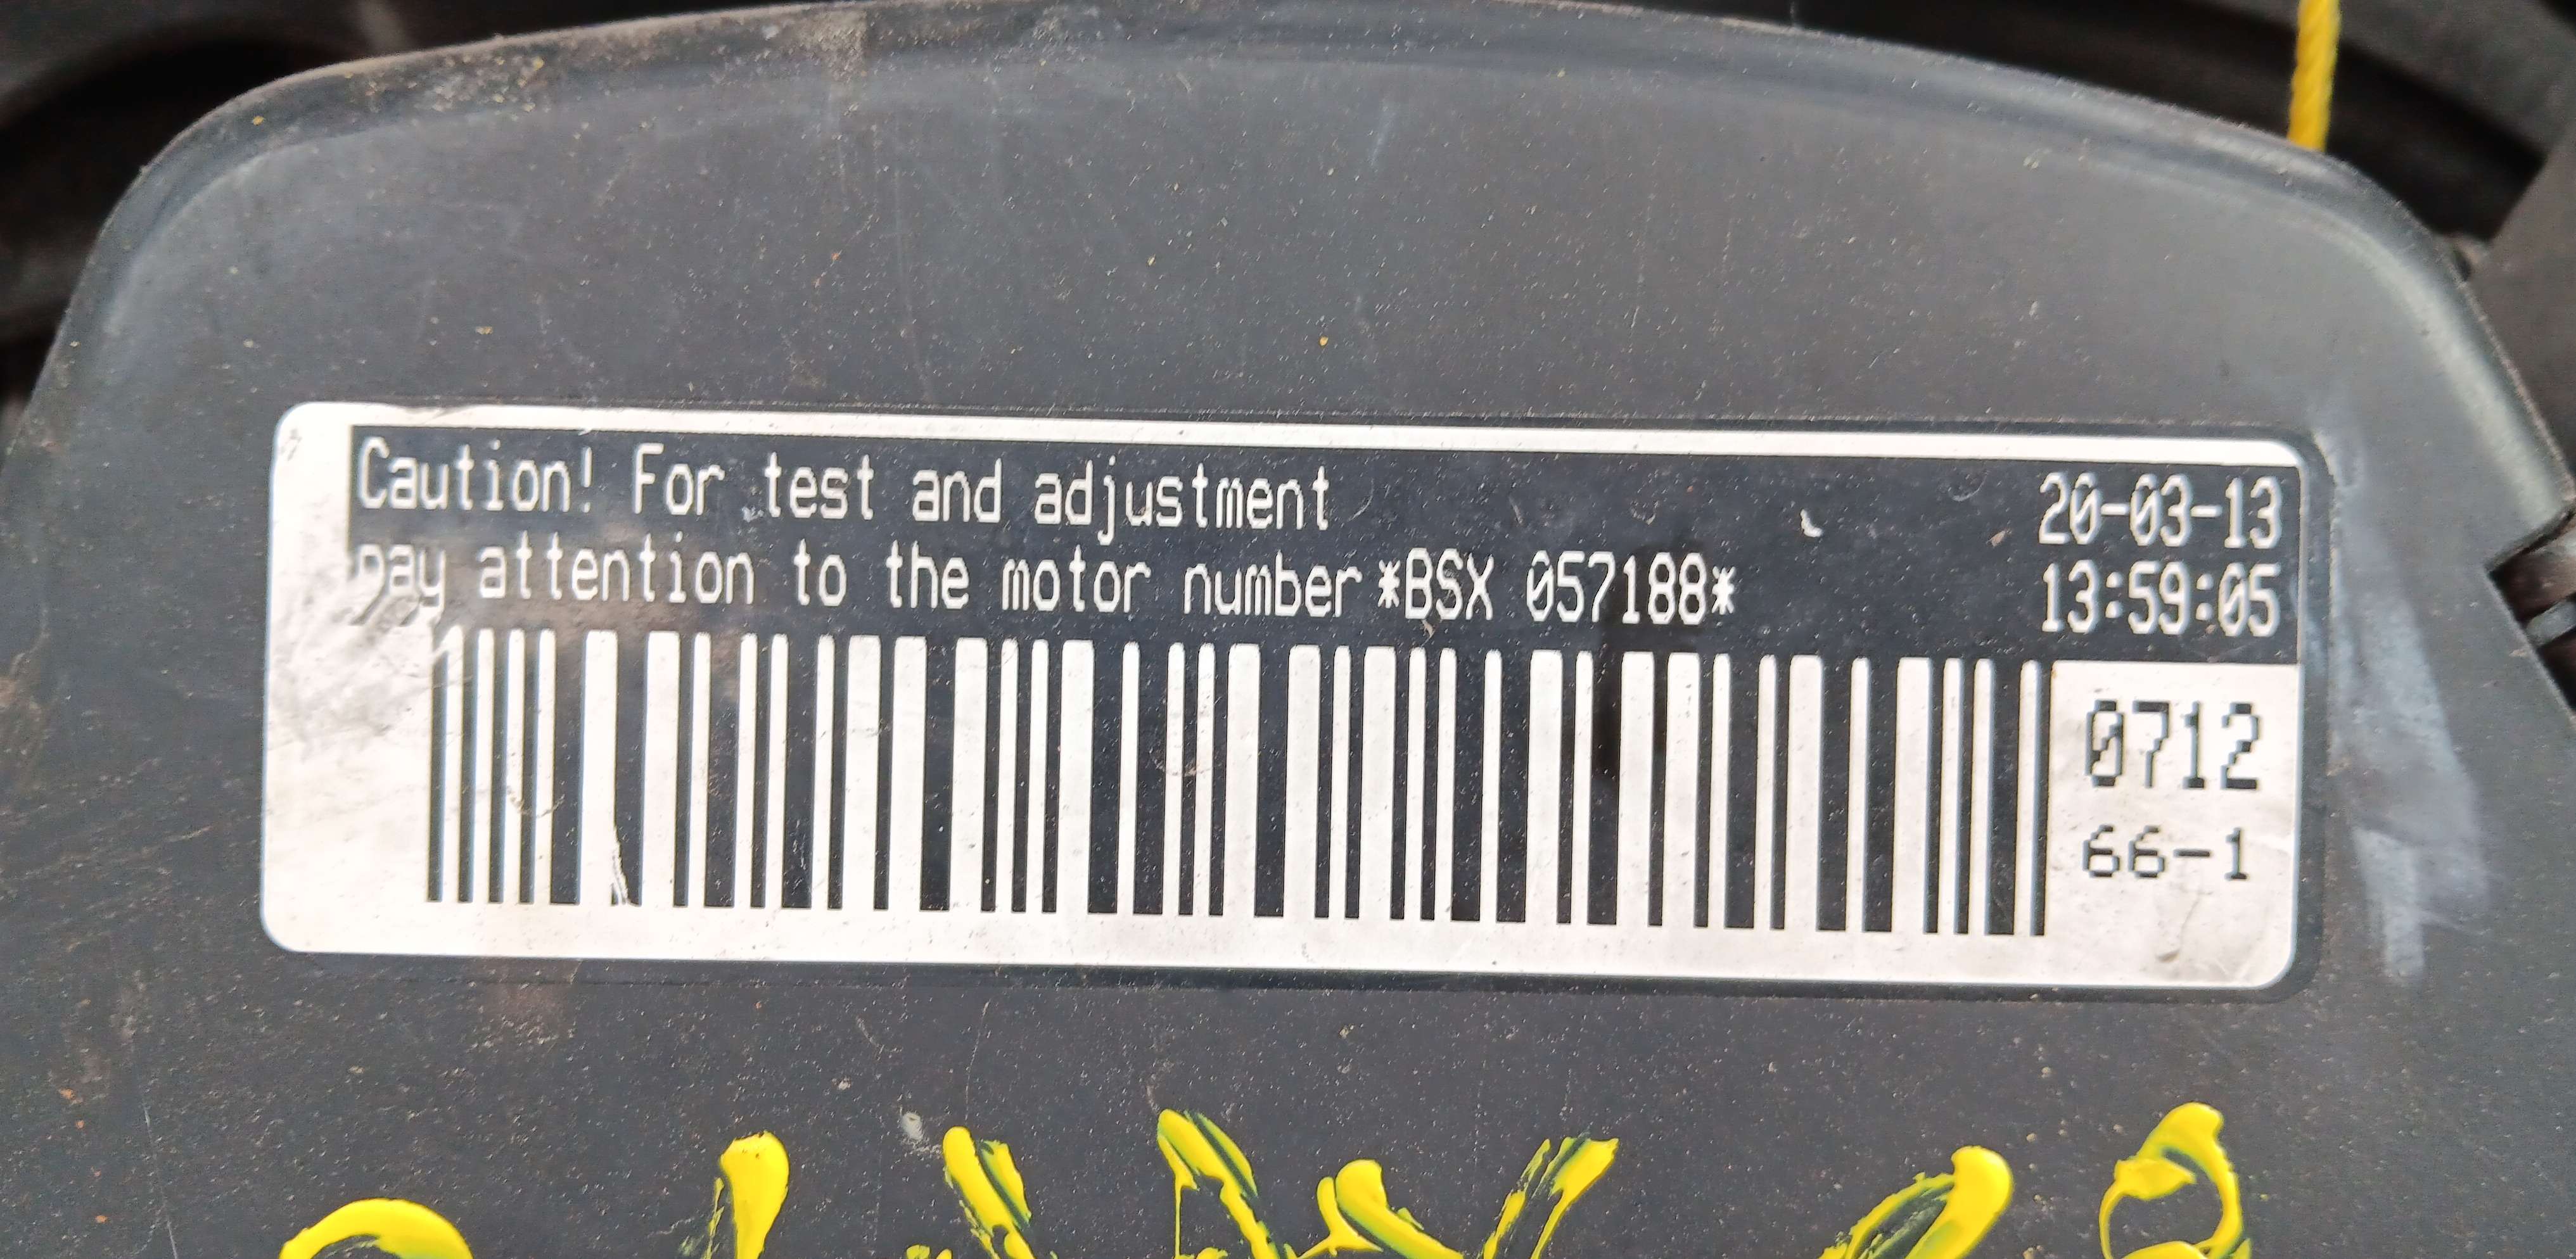 Caution! For test and adjustment 20-03-13
pay attention to the motor number *BSX 057188* 13:59:05
0712
66-1